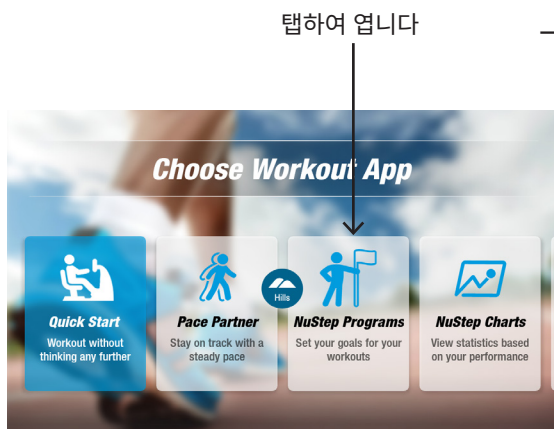 탭하여 엽니다
Choose Workout App
Hills
Quick Start
Workout without
thinking any further
Pace Partner
Stay on track with a
steady pace
NuStep Programs
Set your goals for your
workouts
NuStep Charts
View statistics based
on your performance